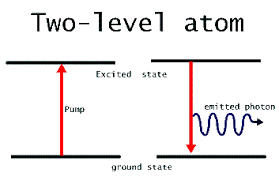 Two-level atom
Excited state
Pump
emitted photon
ground state